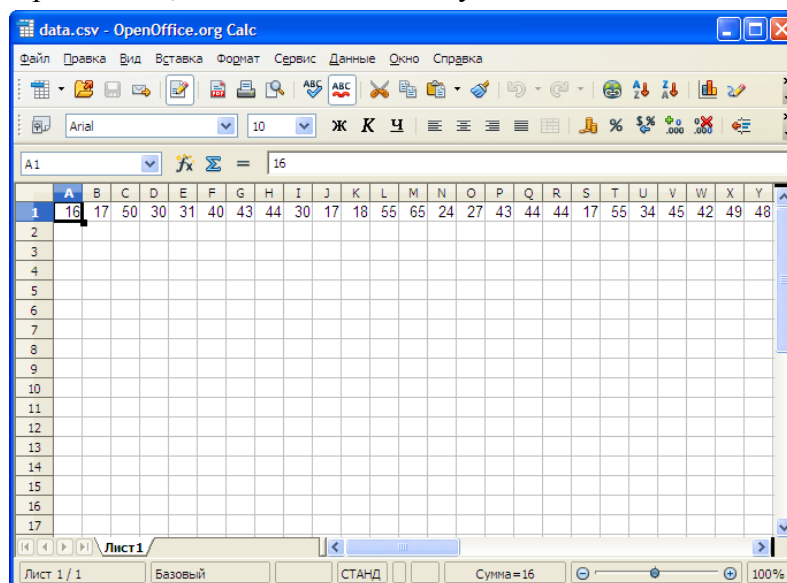 data.csv - OpenOffice.org Calc
Файл Правка Вид Вставка Формат Сервис Данные Окно Справка
Arial 10 Ж К Ч
A1 16
A B C D E F G H I J K L M N O P Q R S T U V W X Y
1 16 17 50 30 31 40 43 44 30 17 18 55 65 24 27 43 44 44 17 55 34 45 42 49 48
2
3
4
5
6
7
8
9
10
11
12
13
14
15
16
17
Лист1
Лист 1 / 1 Базовый СТАНД Сумма=16 100%